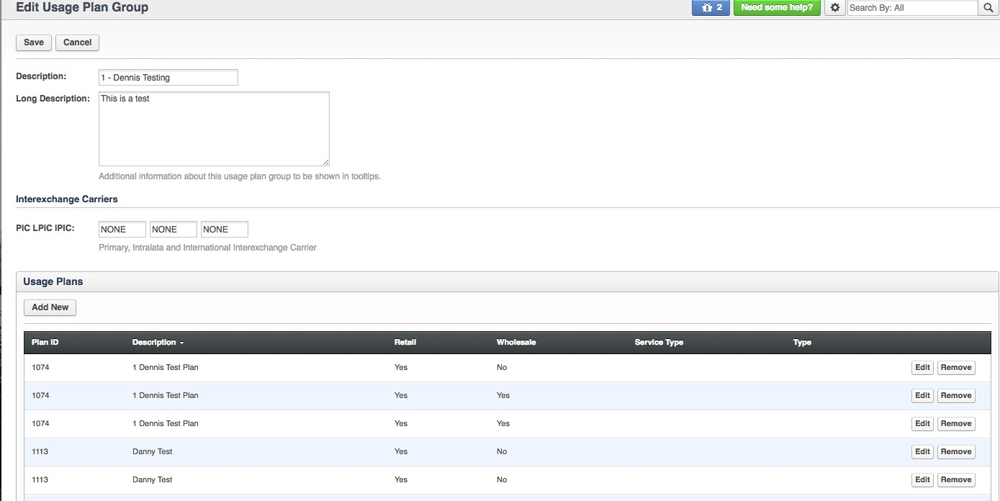 Edit Usage Plan Group
2
Need some help?
Search By: All
Save Cancel
Description: 1 - Dennis Testing
Long Description: This is a test
Additional information about this usage plan group to be shown in tooltips.
Interexchange Carriers
PIC LPIC IPIC: NONE NONE NONE
Primary, Intralata and International Interexchange Carrier
Usage Plans
Add New
Plan ID Description Retail Wholesale Service Type Type
1074 1 Dennis Test Plan Yes No Edit Remove
1074 1 Dennis Test Plan Yes Yes Edit Remove
1074 1 Dennis Test Plan Yes Yes Edit Remove
1113 Danny Test Yes No Edit Remove
1113 Danny Test Yes No Edit Remove